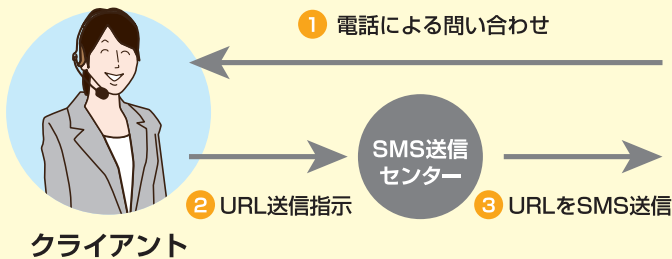 ① 電話による問い合わせ
SMS送信
センター
② URL送信指示
③ URLをSMS送信
クライアント